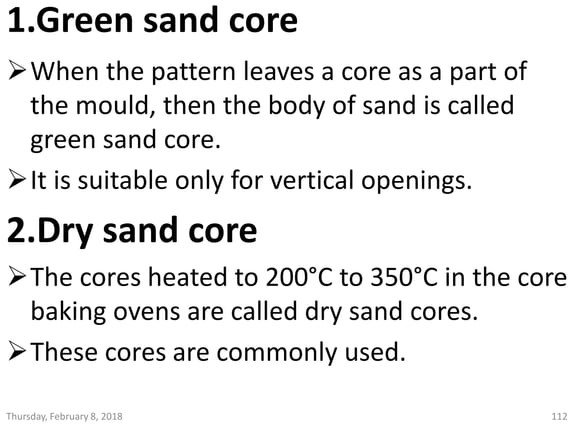 1.Green sand core
➢When the pattern leaves a core as a part of
the mould, then the body of sand is called
green sand core.
➢It is suitable only for vertical openings.
2.Dry sand core
➢The cores heated to 200°C to 350°C in the core
baking ovens are called dry sand cores.
➢These cores are commonly used.
Thursday, February 8, 2018
112